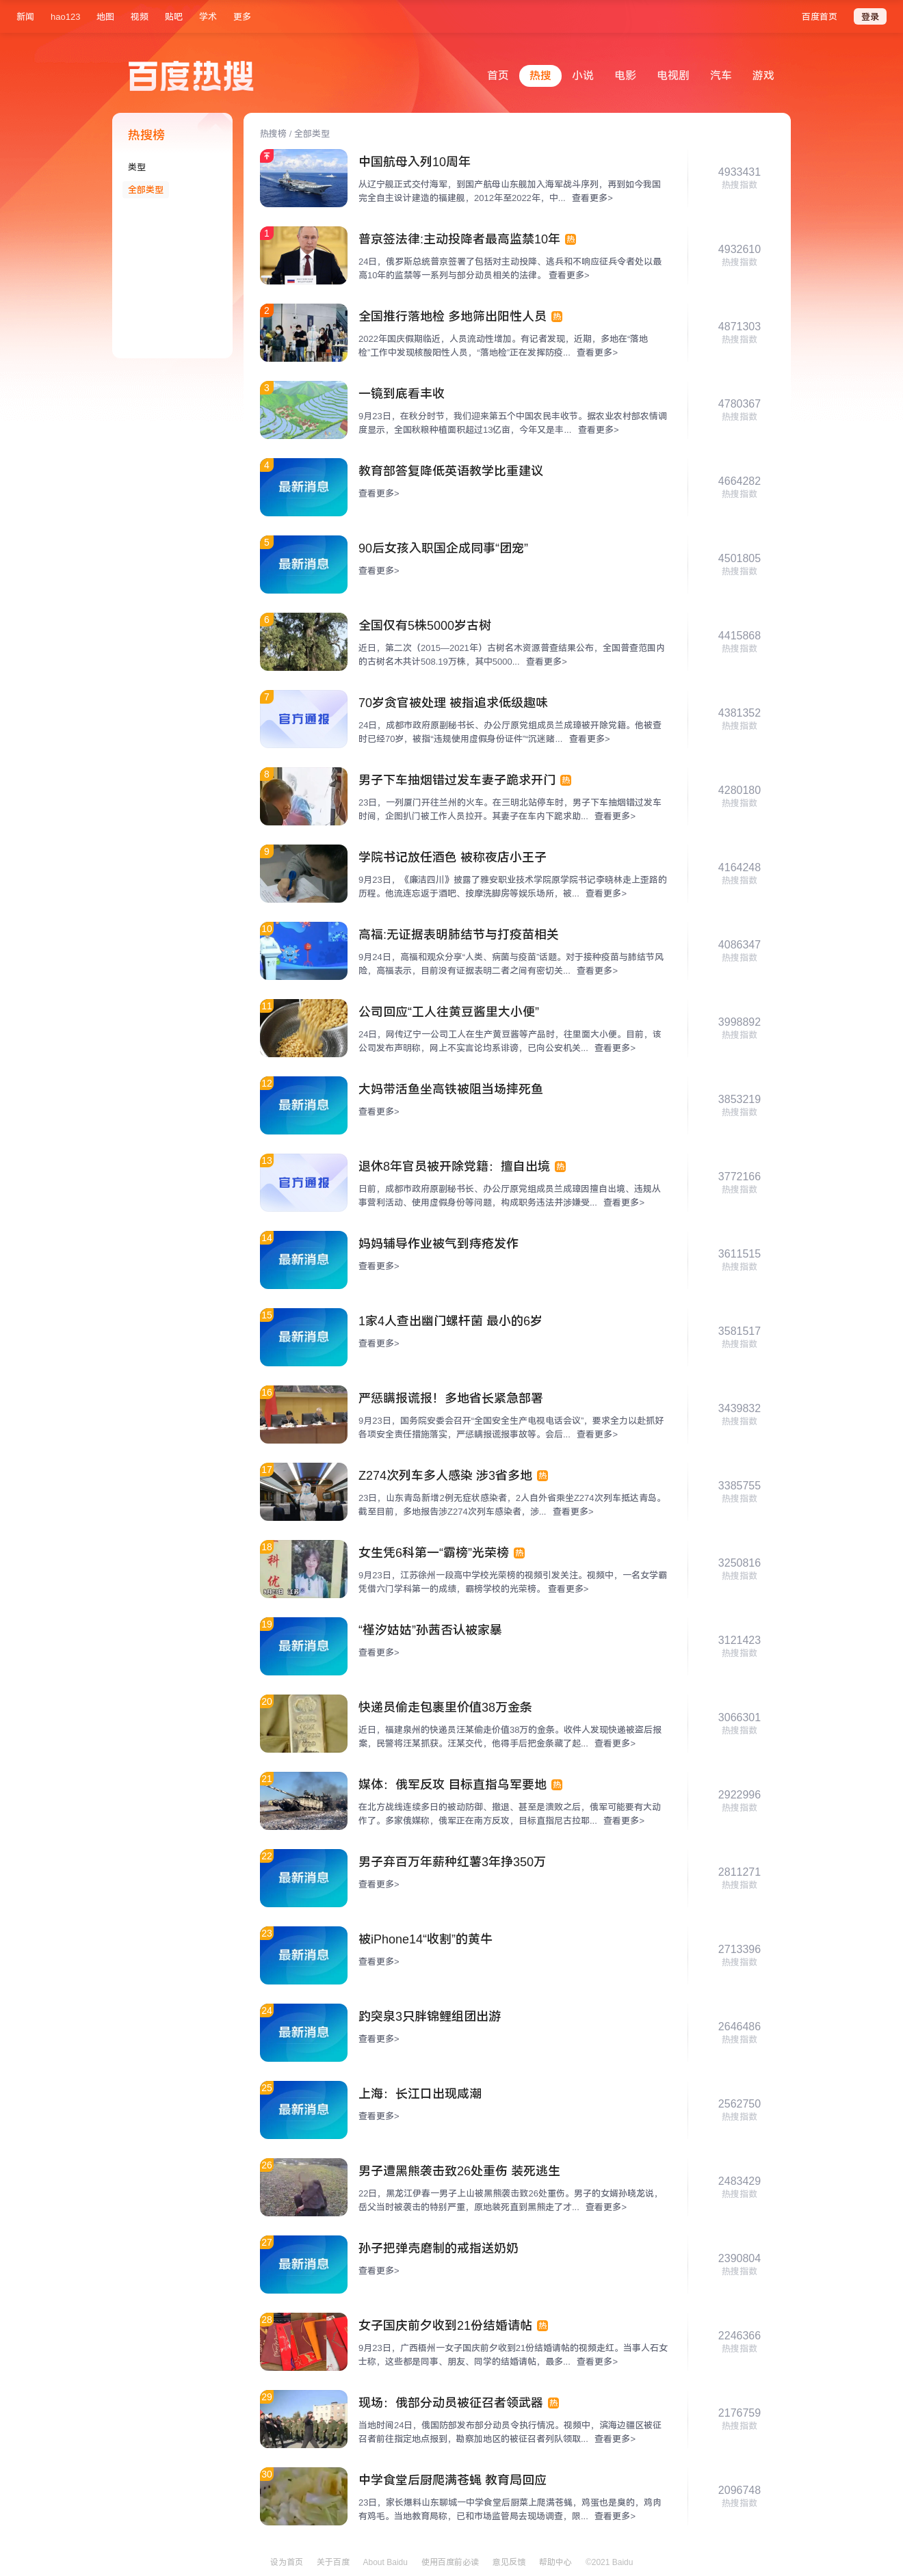 新闻 hao123 地图 视频 贴吧 学术 更多 百度首页 登录
百度热搜
首页 热搜 小说 电影 电视剧 汽车 游戏
热搜榜
类型
全部类型
热搜榜 / 全部类型
中国航母入列10周年
从辽宁舰正式交付海军，到国产航母山东舰加入海军战斗序列，再到如今我国
完全自主设计建造的福建舰，2012年至2022年，中... 查看更多>
4933431
热搜指数
1
普京签法律:主动投降者最高监禁10年 热
24日，俄罗斯总统普京签署了包括对主动投降、逃兵和不响应征兵令者处以最
高10年的监禁等一系列与部分动员相关的法律。 查看更多>
4932610
热搜指数
2
全国推行落地检 多地筛出阳性人员 热
2022年国庆假期临近，人员流动性增加。有记者发现，近期，多地在“落地
检”工作中发现核酸阳性人员，“落地检”正在发挥防疫... 查看更多>
4871303
热搜指数
3
一镜到底看丰收
9月23日，在秋分时节，我们迎来第五个中国农民丰收节。据农业农村部农情调
度显示，全国秋粮种植面积超过13亿亩，今年又是丰... 查看更多>
4780367
热搜指数
4
最新消息
教育部答复降低英语教学比重建议
查看更多>
4664282
热搜指数
5
最新消息
90后女孩入职国企成同事“团宠”
查看更多>
4501805
热搜指数
6
全国仅有5株5000岁古树
近日，第二次（2015—2021年）古树名木资源普查结果公布，全国普查范围内
的古树名木共计508.19万株，其中5000... 查看更多>
4415868
热搜指数
7
官方通报
70岁贪官被处理 被指追求低级趣味
24日，成都市政府原副秘书长、办公厅原党组成员兰成璋被开除党籍。他被查
时已经70岁，被指“违规使用虚假身份证件”“沉迷赌... 查看更多>
4381352
热搜指数
8
男子下车抽烟错过发车妻子跪求开门 热
23日，一列厦门开往兰州的火车。在三明北站停车时，男子下车抽烟错过发车
时间，企图扒门被工作人员拉开。其妻子在车内下跪求助... 查看更多>
4280180
热搜指数
9
学院书记放任酒色 被称夜店小王子
9月23日，《廉洁四川》披露了雅安职业技术学院原学院书记李晓林走上歪路的
历程。他流连忘返于酒吧、按摩洗脚房等娱乐场所，被... 查看更多>
4164248
热搜指数
10
高福:无证据表明肺结节与打疫苗相关
9月24日，高福和观众分享“人类、病菌与疫苗”话题。对于接种疫苗与肺结节风
险，高福表示，目前没有证据表明二者之间有密切关... 查看更多>
4086347
热搜指数
11
公司回应“工人往黄豆酱里大小便”
24日，网传辽宁一公司工人在生产黄豆酱等产品时，往里面大小便。目前，该
公司发布声明称，网上不实言论均系诽谤，已向公安机关... 查看更多>
3998892
热搜指数
12
最新消息
大妈带活鱼坐高铁被阻当场摔死鱼
查看更多>
3853219
热搜指数
13
官方通报
退休8年官员被开除党籍：擅自出境 热
日前，成都市政府原副秘书长、办公厅原党组成员兰成璋因擅自出境、违规从
事营利活动、使用虚假身份等问题，构成职务违法并涉嫌受... 查看更多>
3772166
热搜指数
14
最新消息
妈妈辅导作业被气到痔疮发作
查看更多>
3611515
热搜指数
15
最新消息
1家4人查出幽门螺杆菌 最小的6岁
查看更多>
3581517
热搜指数
16
严惩瞒报谎报！多地省长紧急部署
9月23日，国务院安委会召开“全国安全生产电视电话会议”，要求全力以赴抓好
各项安全责任措施落实，严惩瞒报谎报事故等。会后... 查看更多>
3439832
热搜指数
17
Z274次列车多人感染 涉3省多地 热
23日，山东青岛新增2例无症状感染者，2人自外省乘坐Z274次列车抵达青岛。
截至目前，多地报告涉Z274次列车感染者，涉... 查看更多>
3385755
热搜指数
18
女生凭6科第一“霸榜”光荣榜 热
9月23日，江苏徐州一段高中学校光荣榜的视频引发关注。视频中，一名女学霸
凭借六门学科第一的成绩，霸榜学校的光荣榜。 查看更多>
3250816
热搜指数
19
最新消息
“槿汐姑姑”孙茜否认被家暴
查看更多>
3121423
热搜指数
20
快递员偷走包裹里价值38万金条
近日，福建泉州的快递员汪某偷走价值38万的金条。收件人发现快递被盗后报
案，民警将汪某抓获。汪某交代，他得手后把金条藏了起... 查看更多>
3066301
热搜指数
21
媒体：俄军反攻 目标直指乌军要地 热
在北方战线连续多日的被动防御、撤退、甚至是溃败之后，俄军可能要有大动
作了。多家俄媒称，俄军正在南方反攻，目标直指尼古拉耶... 查看更多>
2922996
热搜指数
22
最新消息
男子弃百万年薪种红薯3年挣350万
查看更多>
2811271
热搜指数
23
最新消息
被iPhone14“收割”的黄牛
查看更多>
2713396
热搜指数
24
最新消息
趵突泉3只胖锦鲤组团出游
查看更多>
2646486
热搜指数
25
最新消息
上海：长江口出现咸潮
查看更多>
2562750
热搜指数
26
男子遭黑熊袭击致26处重伤 装死逃生
22日，黑龙江伊春一男子上山被黑熊袭击致26处重伤。男子的女婿孙晓龙说，
岳父当时被袭击的特别严重，原地装死直到黑熊走了才... 查看更多>
2483429
热搜指数
27
最新消息
孙子把弹壳磨制的戒指送奶奶
查看更多>
2390804
热搜指数
28
女子国庆前夕收到21份结婚请帖 热
9月23日，广西梧州一女子国庆前夕收到21份结婚请帖的视频走红。当事人石女
士称，这些都是同事、朋友、同学的结婚请帖，最多... 查看更多>
2246366
热搜指数
29
现场：俄部分动员被征召者领武器 热
当地时间24日，俄国防部发布部分动员令执行情况。视频中，滨海边疆区被征
召者前往指定地点报到，勘察加地区的被征召者列队领取... 查看更多>
2176759
热搜指数
30
中学食堂后厨爬满苍蝇 教育局回应
23日，家长爆料山东聊城一中学食堂后厨菜上爬满苍蝇，鸡蛋也是臭的，鸡肉
有鸡毛。当地教育局称，已和市场监管局去现场调查，限... 查看更多>
2096748
热搜指数
设为首页 关于百度 About Baidu 使用百度前必读 意见反馈 帮助中心 ©2021 Baidu